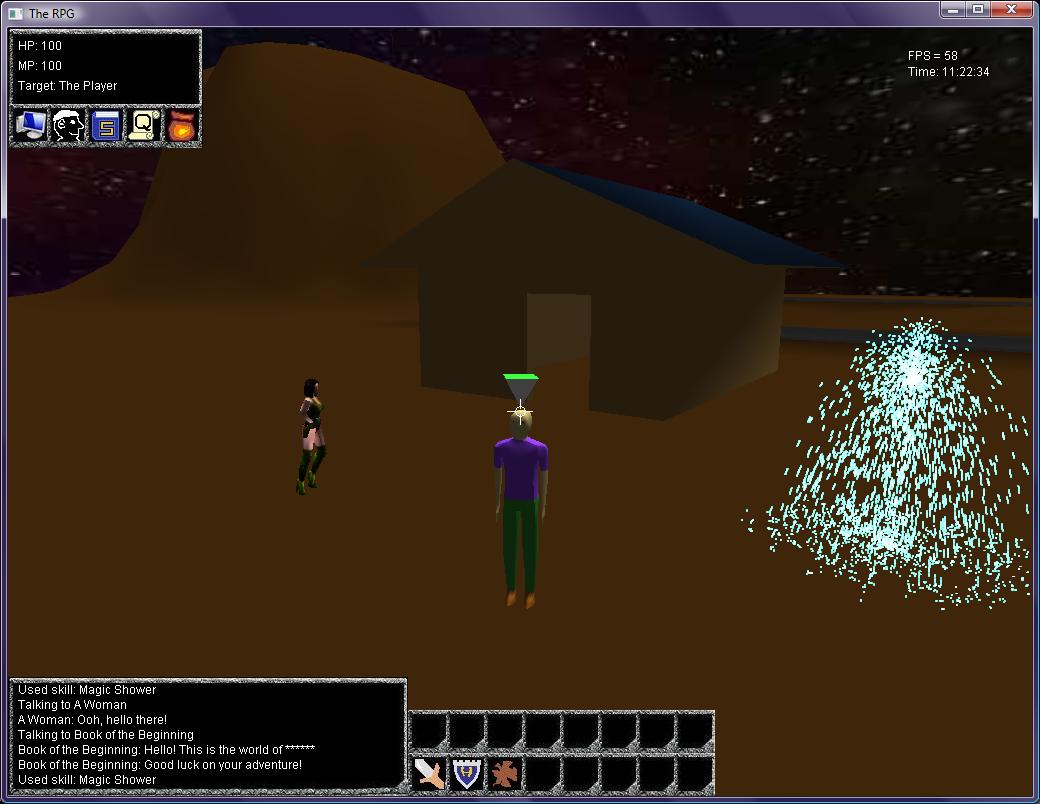 The RPG
HP: 100
MP: 100
Target: The Player
S
Q
FPS = 58
Time: 11:22:34
Used skill: Magic Shower
Talking to A Woman
A Woman: Ooh, hello there!
Talking to Book of the Beginning
Book of the Beginning: Hello! This is the world of ******
Book of the Beginning: Good luck on your adventure!
Used skill: Magic Shower